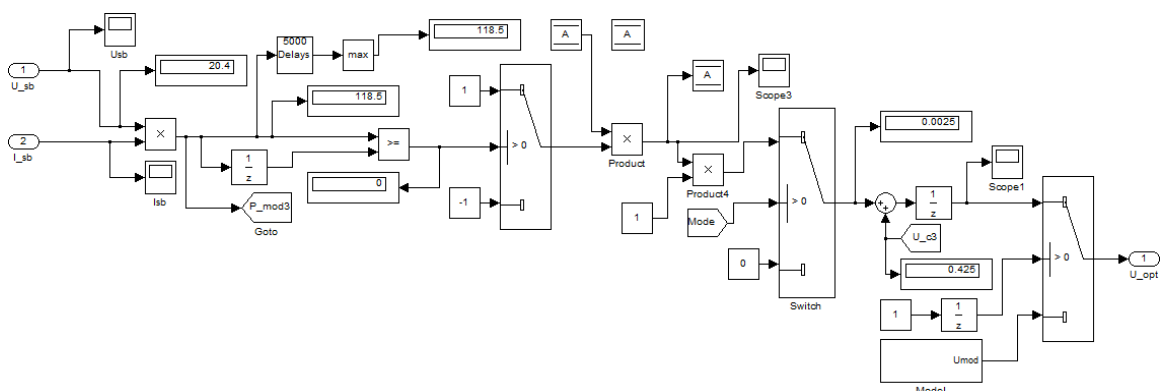 1
U_sb
2
I_sb
Usb
20.4
×
Isb
1
z
P_mod3
Goto
5000
Delays
max
118.5
118.5
>=
0
1
-1
> 0
A
A
×
Product
A
Scope3
×
Product4
1
Mode
0
> 0
Switch
0.0025
+
+
1
z
Scope1
U_c3
0.425
1
1
z
> 0
Umod
Model
1
U_opt